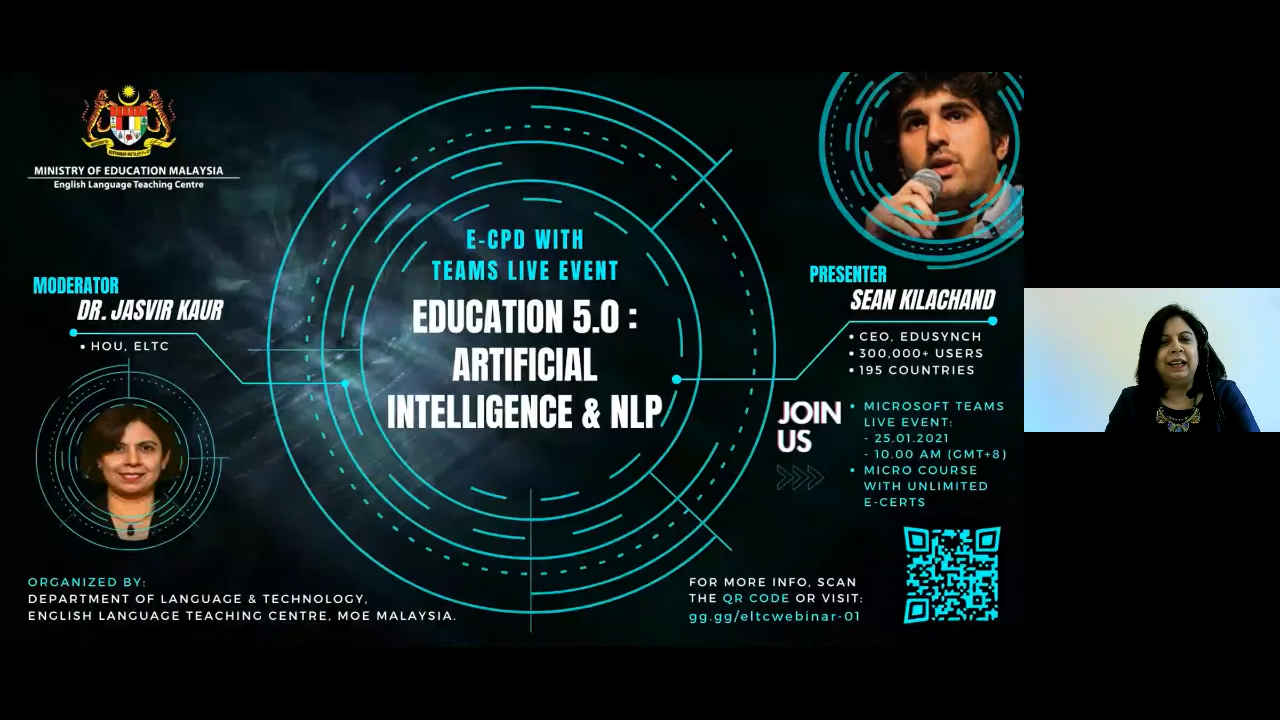 MINISTRY OF EDUCATION MALAYSIA
English Language Teaching Centre
E-CPD WITH
TEAMS LIVE EVENT
EDUCATION 5.0 :
ARTIFICIAL
INTELLIGENCE & NLP
MODERATOR
DR. JASVIR KAUR
• HOU, ELTC
PRESENTER
SEAN KILACHAND
• CEO, EDUSYNCH
• 300,000+ USERS
• 195 COUNTRIES
JOIN
US
• MICROSOFT TEAMS
LIVE EVENT:
- 25.01.2021
- 10.00 AM (GMT+8)
• MICRO COURSE
WITH UNLIMITED
E-CERTS
ORGANIZED BY:
DEPARTMENT OF LANGUAGE & TECHNOLOGY,
ENGLISH LANGUAGE TEACHING CENTRE, MOE MALAYSIA.
FOR MORE INFO, SCAN
THE QR CODE OR VISIT:
gg.gg/eltcwebinar-01